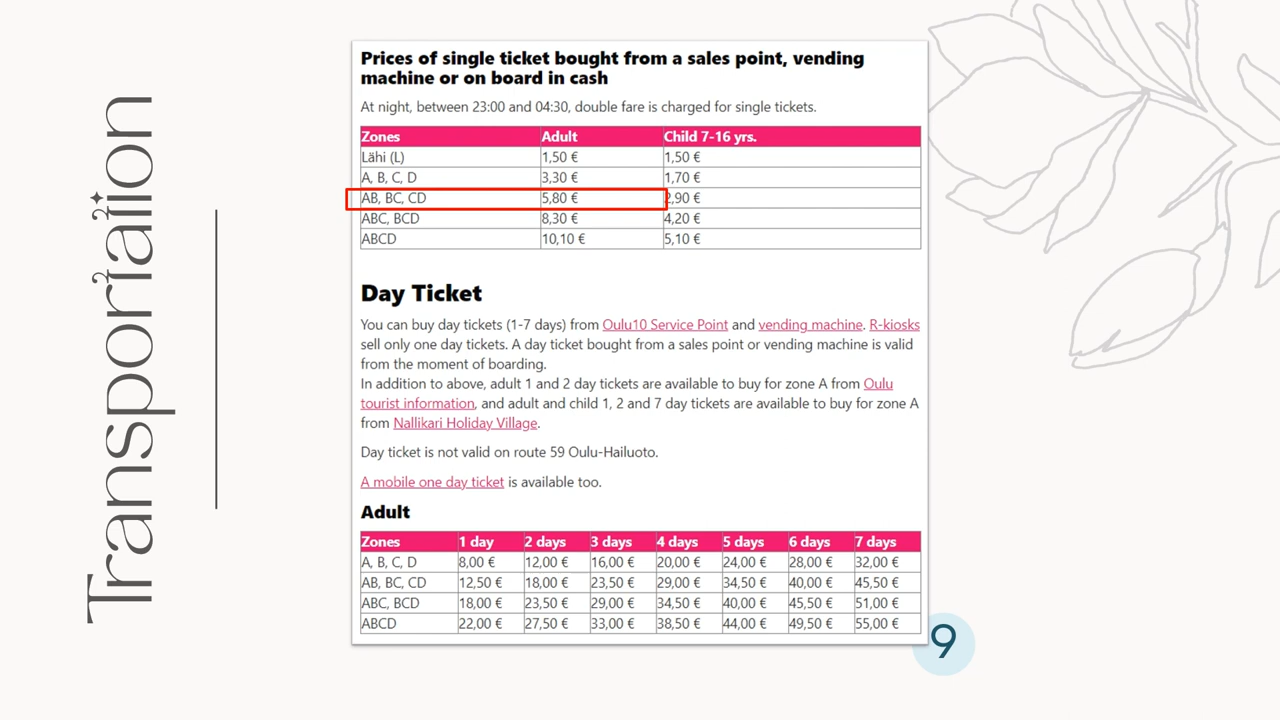 Transportation
Prices of single ticket bought from a sales point, vending
machine or on board in cash
At night, between 23:00 and 04:30, double fare is charged for single tickets.
Zones Adult Child 7-16 yrs.
Lähi (L) 1,50 € 1,50 €
A, B, C, D 3,30 € 1,70 €
AB, BC, CD 5,80 € 2,90 €
ABC, BCD 8,30 € 4,20 €
ABCD 10,10 € 5,10 €
Day Ticket
You can buy day tickets (1-7 days) from Oulu10 Service Point and vending machine. R-kiosks
sell only one day tickets. A day ticket bought from a sales point or vending machine is valid
from the moment of boarding.
In addition to above, adult 1 and 2 day tickets are available to buy for zone A from Oulu
tourist information, and adult and child 1, 2 and 7 day tickets are available to buy for zone A
from Nallikari Holiday Village.
Day ticket is not valid on route 59 Oulu-Hailuoto.
A mobile one day ticket is available too.
Adult
Zones 1 day 2 days 3 days 4 days 5 days 6 days 7 days
A, B, C, D 8,00 € 12,00 € 16,00 € 20,00 € 24,00 € 28,00 € 32,00 €
AB, BC, CD 12,50 € 18,00 € 23,50 € 29,00 € 34,50 € 40,00 € 45,50 €
ABC, BCD 18,00 € 23,50 € 29,00 € 34,50 € 40,00 € 45,50 € 51,00 €
ABCD 22,00 € 27,50 € 33,00 € 38,50 € 44,00 € 49,50 € 55,00 €
9